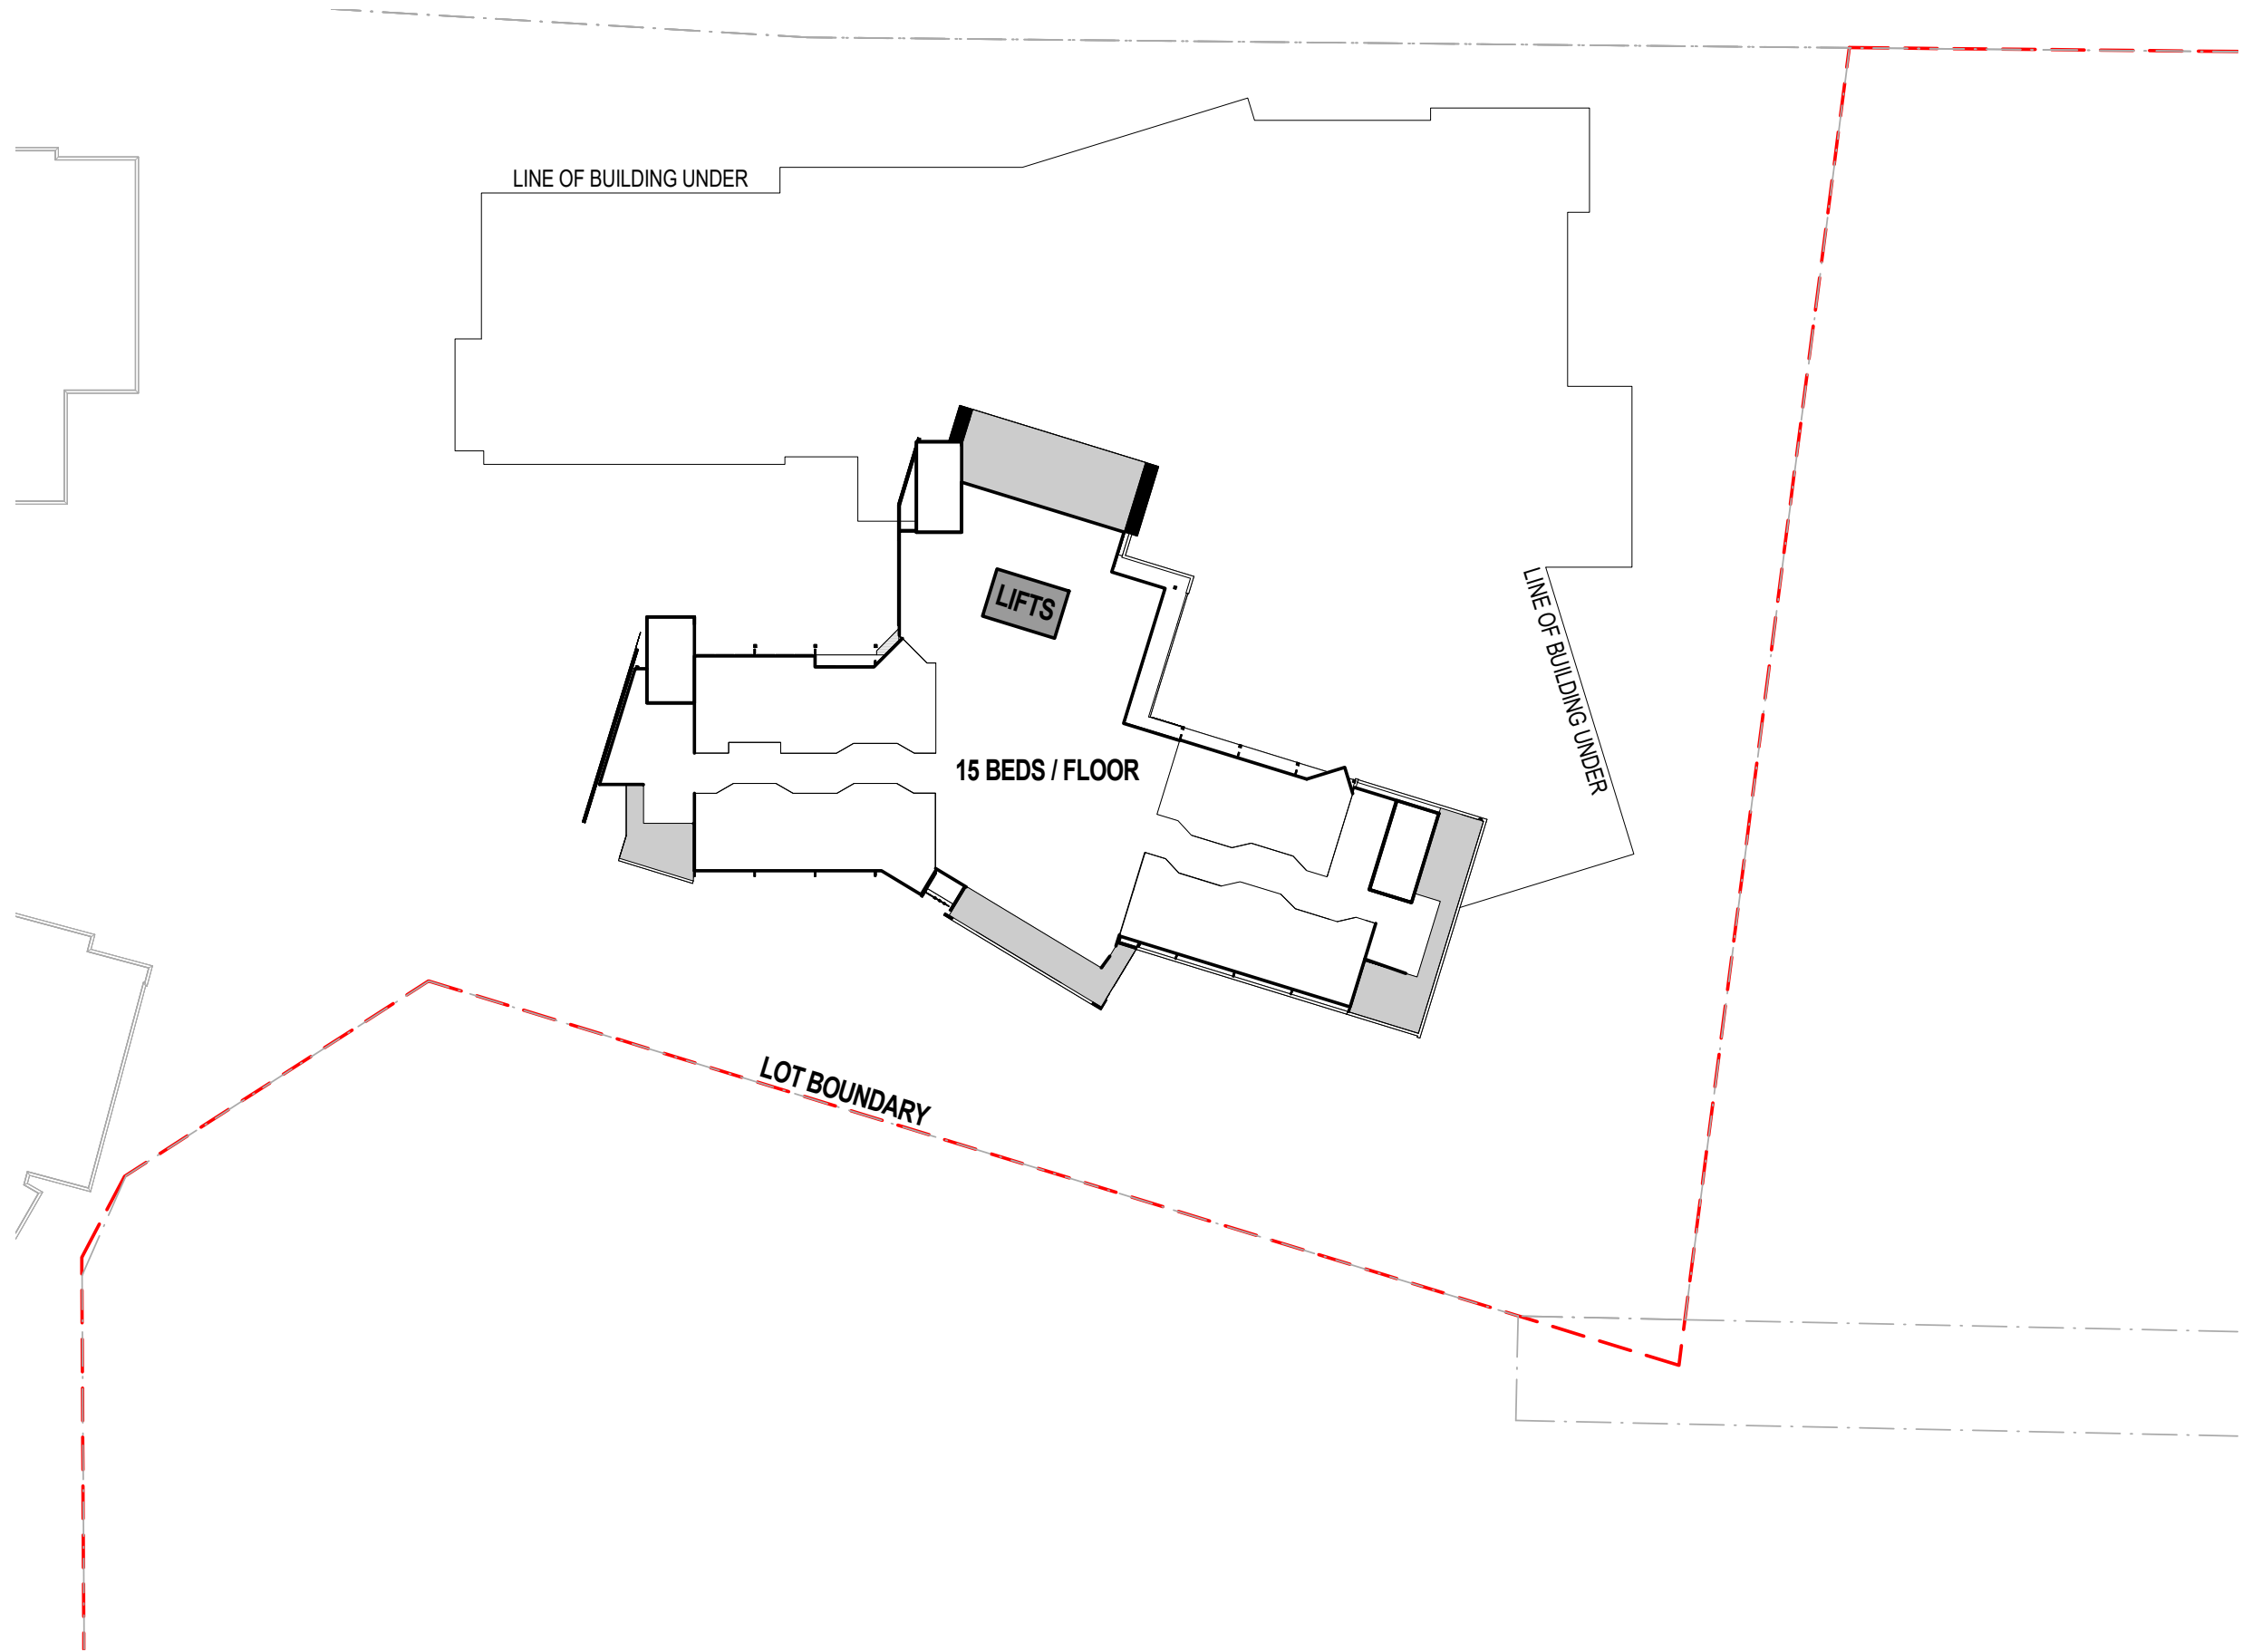 LINE OF BUILDING UNDER
LIFTS
LINE OF BUILDING UNDER
15 BEDS / FLOOR
LOT BOUNDARY